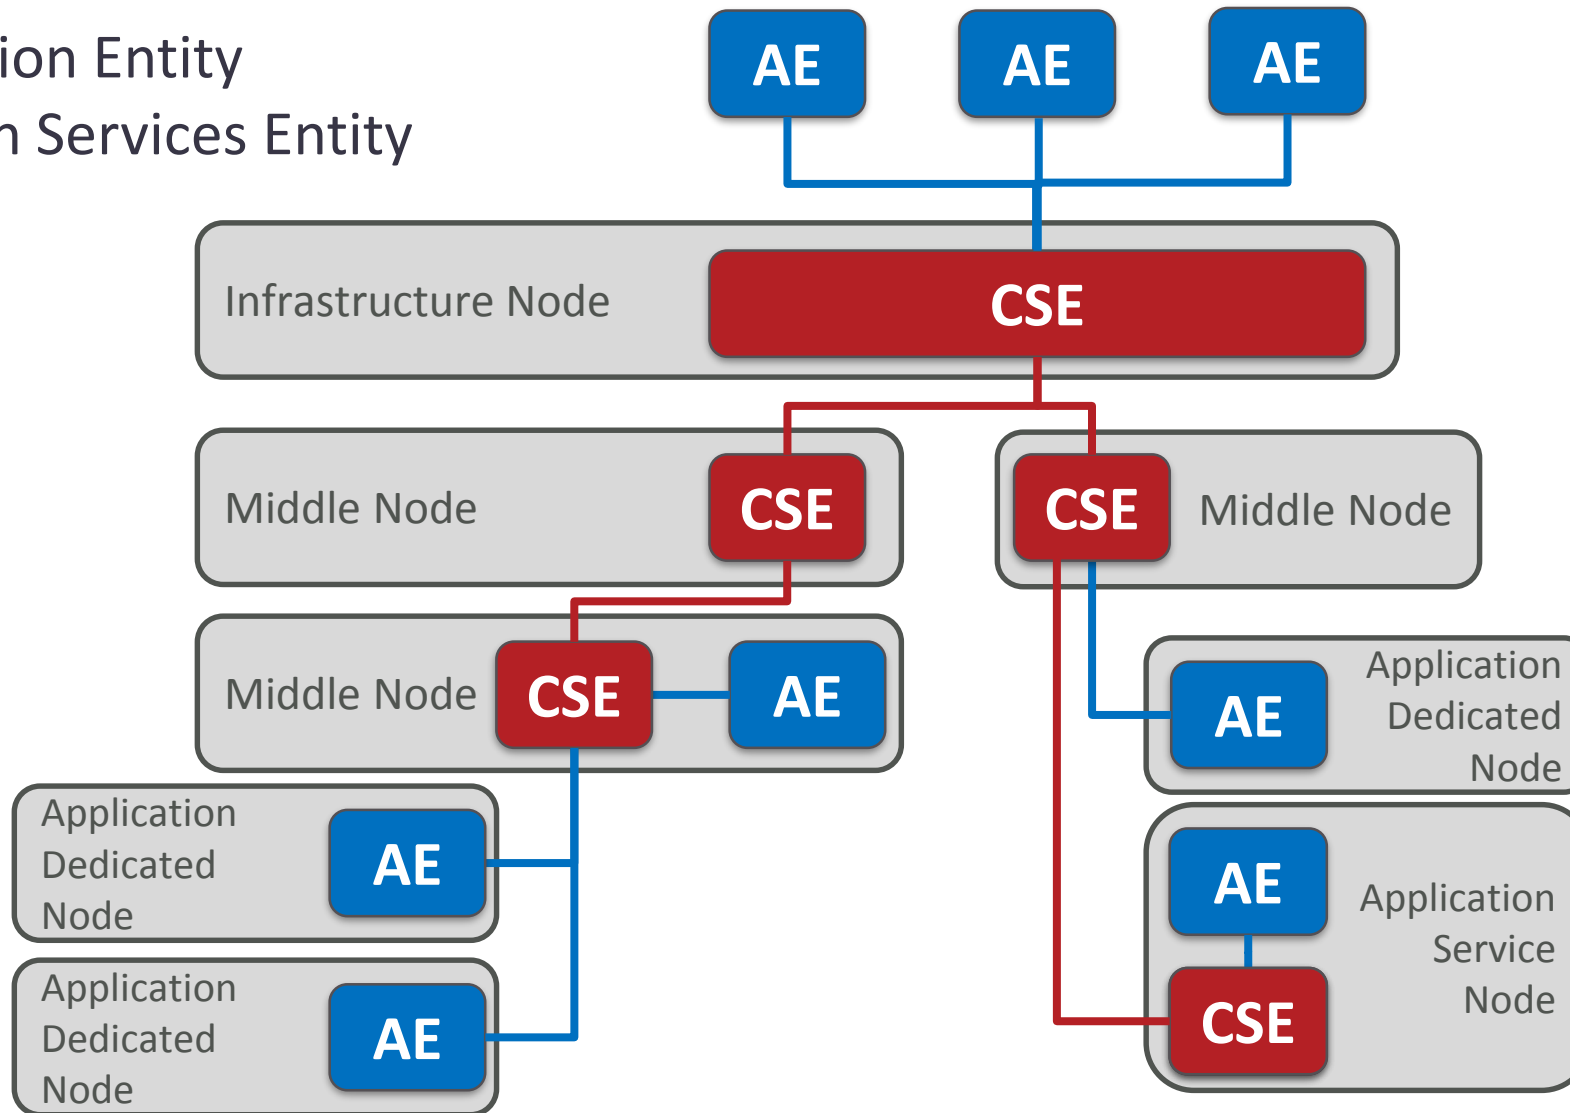 ion Entity
n Services Entity
AE
AE
AE
Infrastructure Node
CSE
Middle Node
CSE
CSE
Middle Node
Middle Node
CSE
AE
Application
Dedicated
Node
AE
Application
Dedicated
Node
AE
AE
Application
Service
Node
CSE
Application
Dedicated
Node
AE